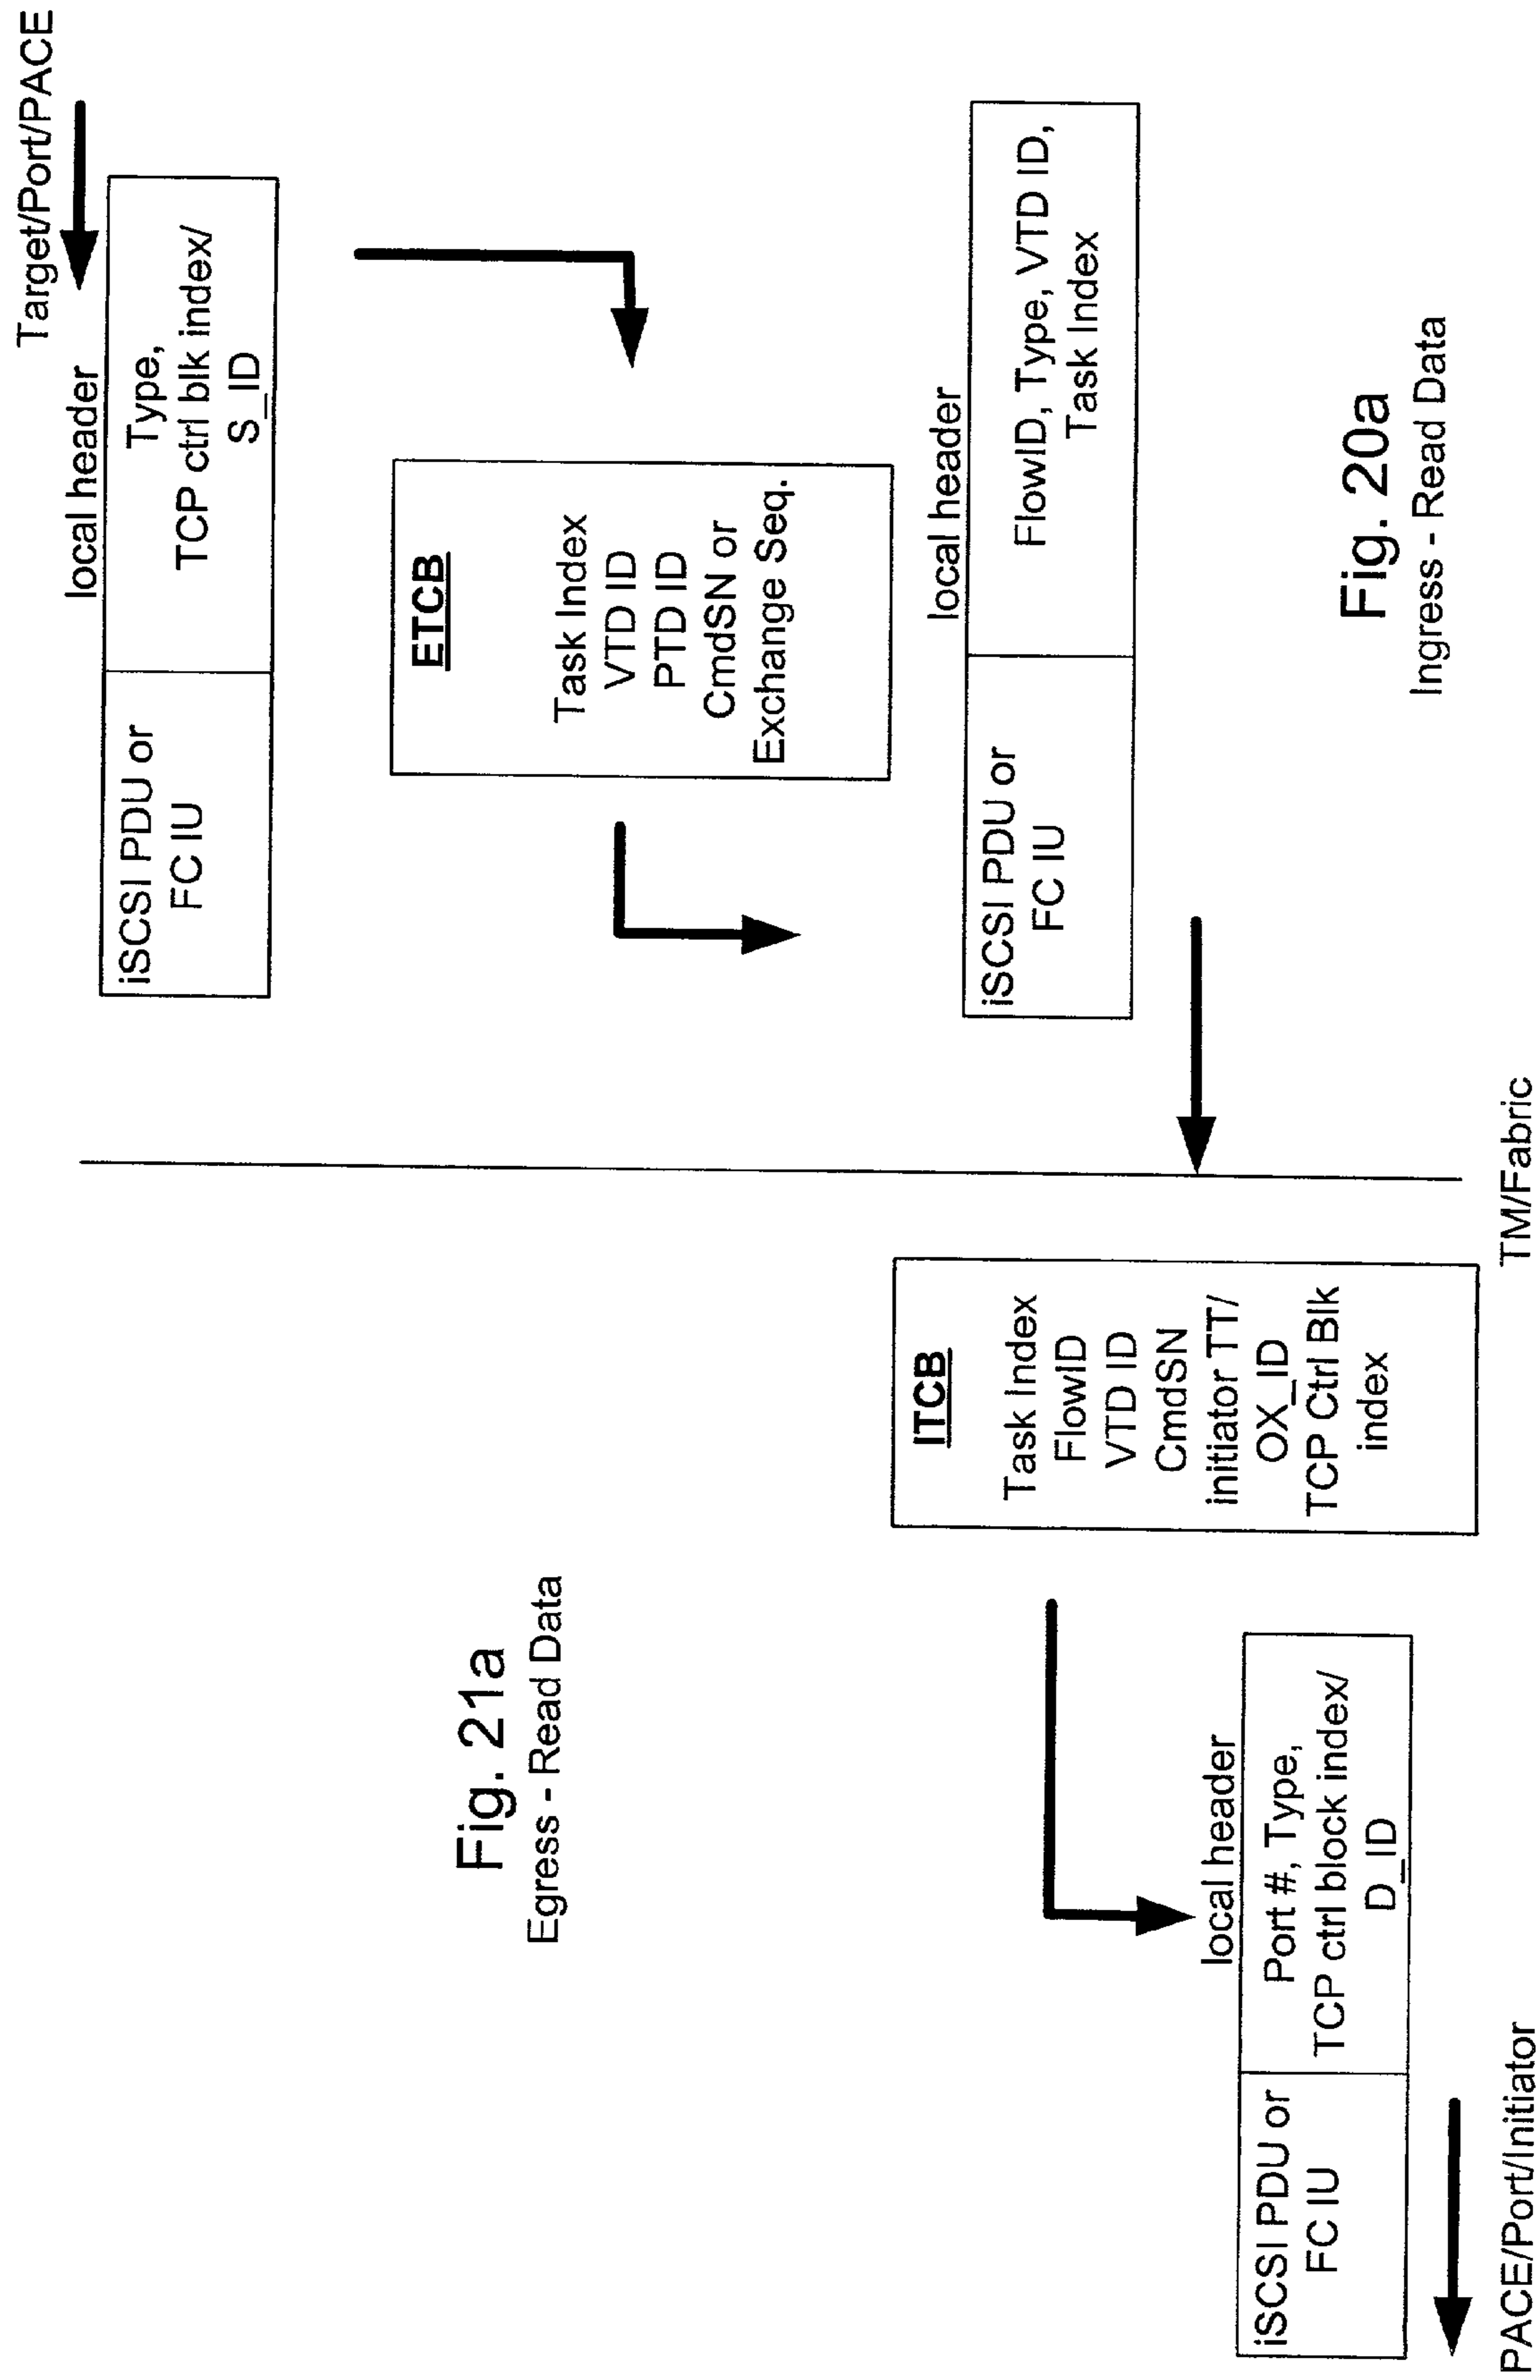 Target/Port/PACE
local header
iSCSI PDU or
FC IU
Type,
TCP ctrl blk index/
S_ID
ETCB
Task Index
VTD ID
PTD ID
CmdSN or
Exchange Seq.
local header
iSCSI PDU or
FC IU
FlowID, Type, VTD ID,
Task Index
Fig. 20a
Ingress - Read Data
TM/Fabric
Fig. 21a
Egress - Read Data
ITCB
Task Index
FlowID
VTD ID
CmdSN
initiator TT/
OX_ID
TCP Ctrl Blk
index
local header
iSCSI PDU or
FC IU
Port #, Type,
TCP ctrl block index/
D_ID
PACE/Port/Initiator